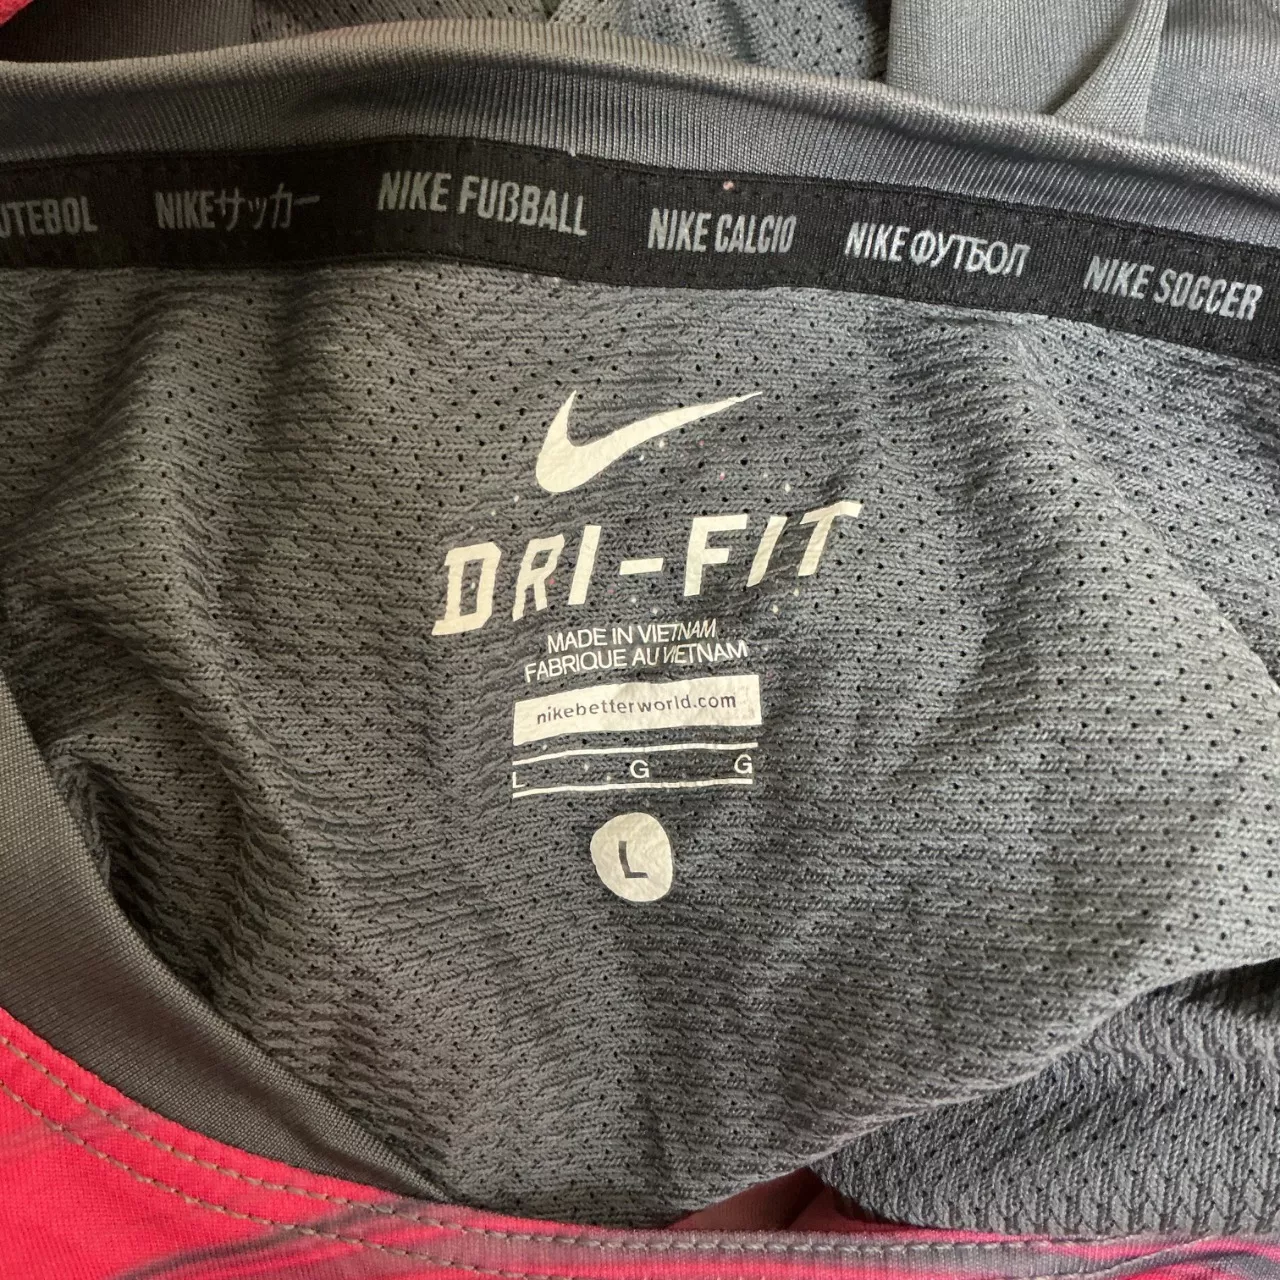 UTEBOL NIKEサッカー NIKE FUßBALL NIKE CALCIO NIKE ФУТБОЛ NIKE SOCCER
DRI-FIT
MADE IN VIETNAM
FABRIQUE AU VIETNAM
nikebetterworld.com
L G G
L